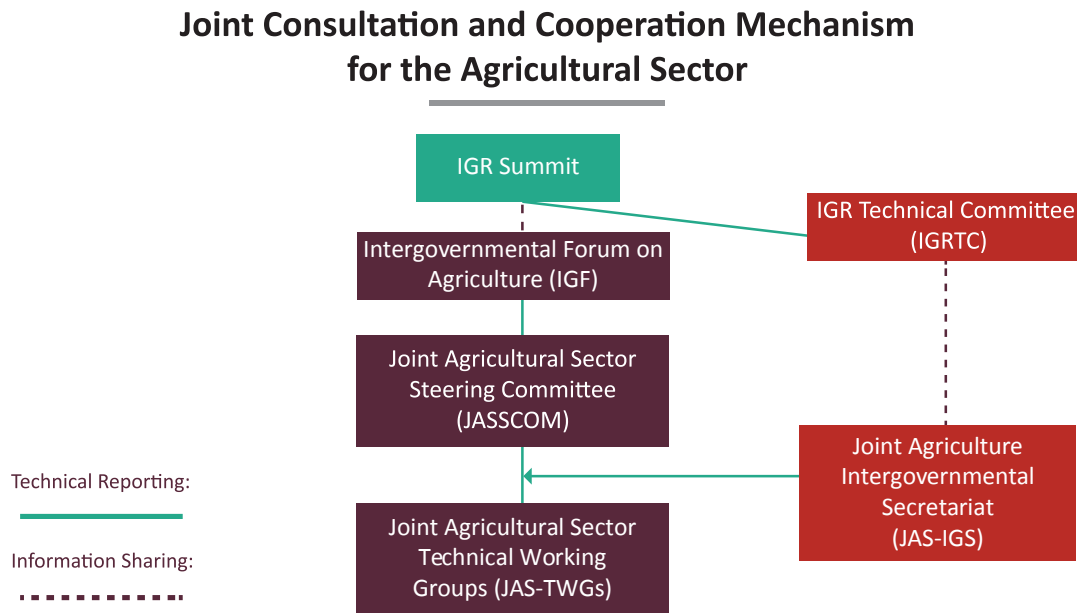 Joint Consultation and Cooperation Mechanism
for the Agricultural Sector
IGR Summit
IGR Technical Committee
(IGRTC)
Intergovernmental Forum on
Agriculture (IGF)
Joint Agricultural Sector
Steering Committee
(JASSCOM)
Joint Agriculture
Intergovernmental
Secretariat
(JAS-IGS)
Technical Reporting:
Information Sharing:
Joint Agricultural Sector
Technical Working
Groups (JAS-TWGs)